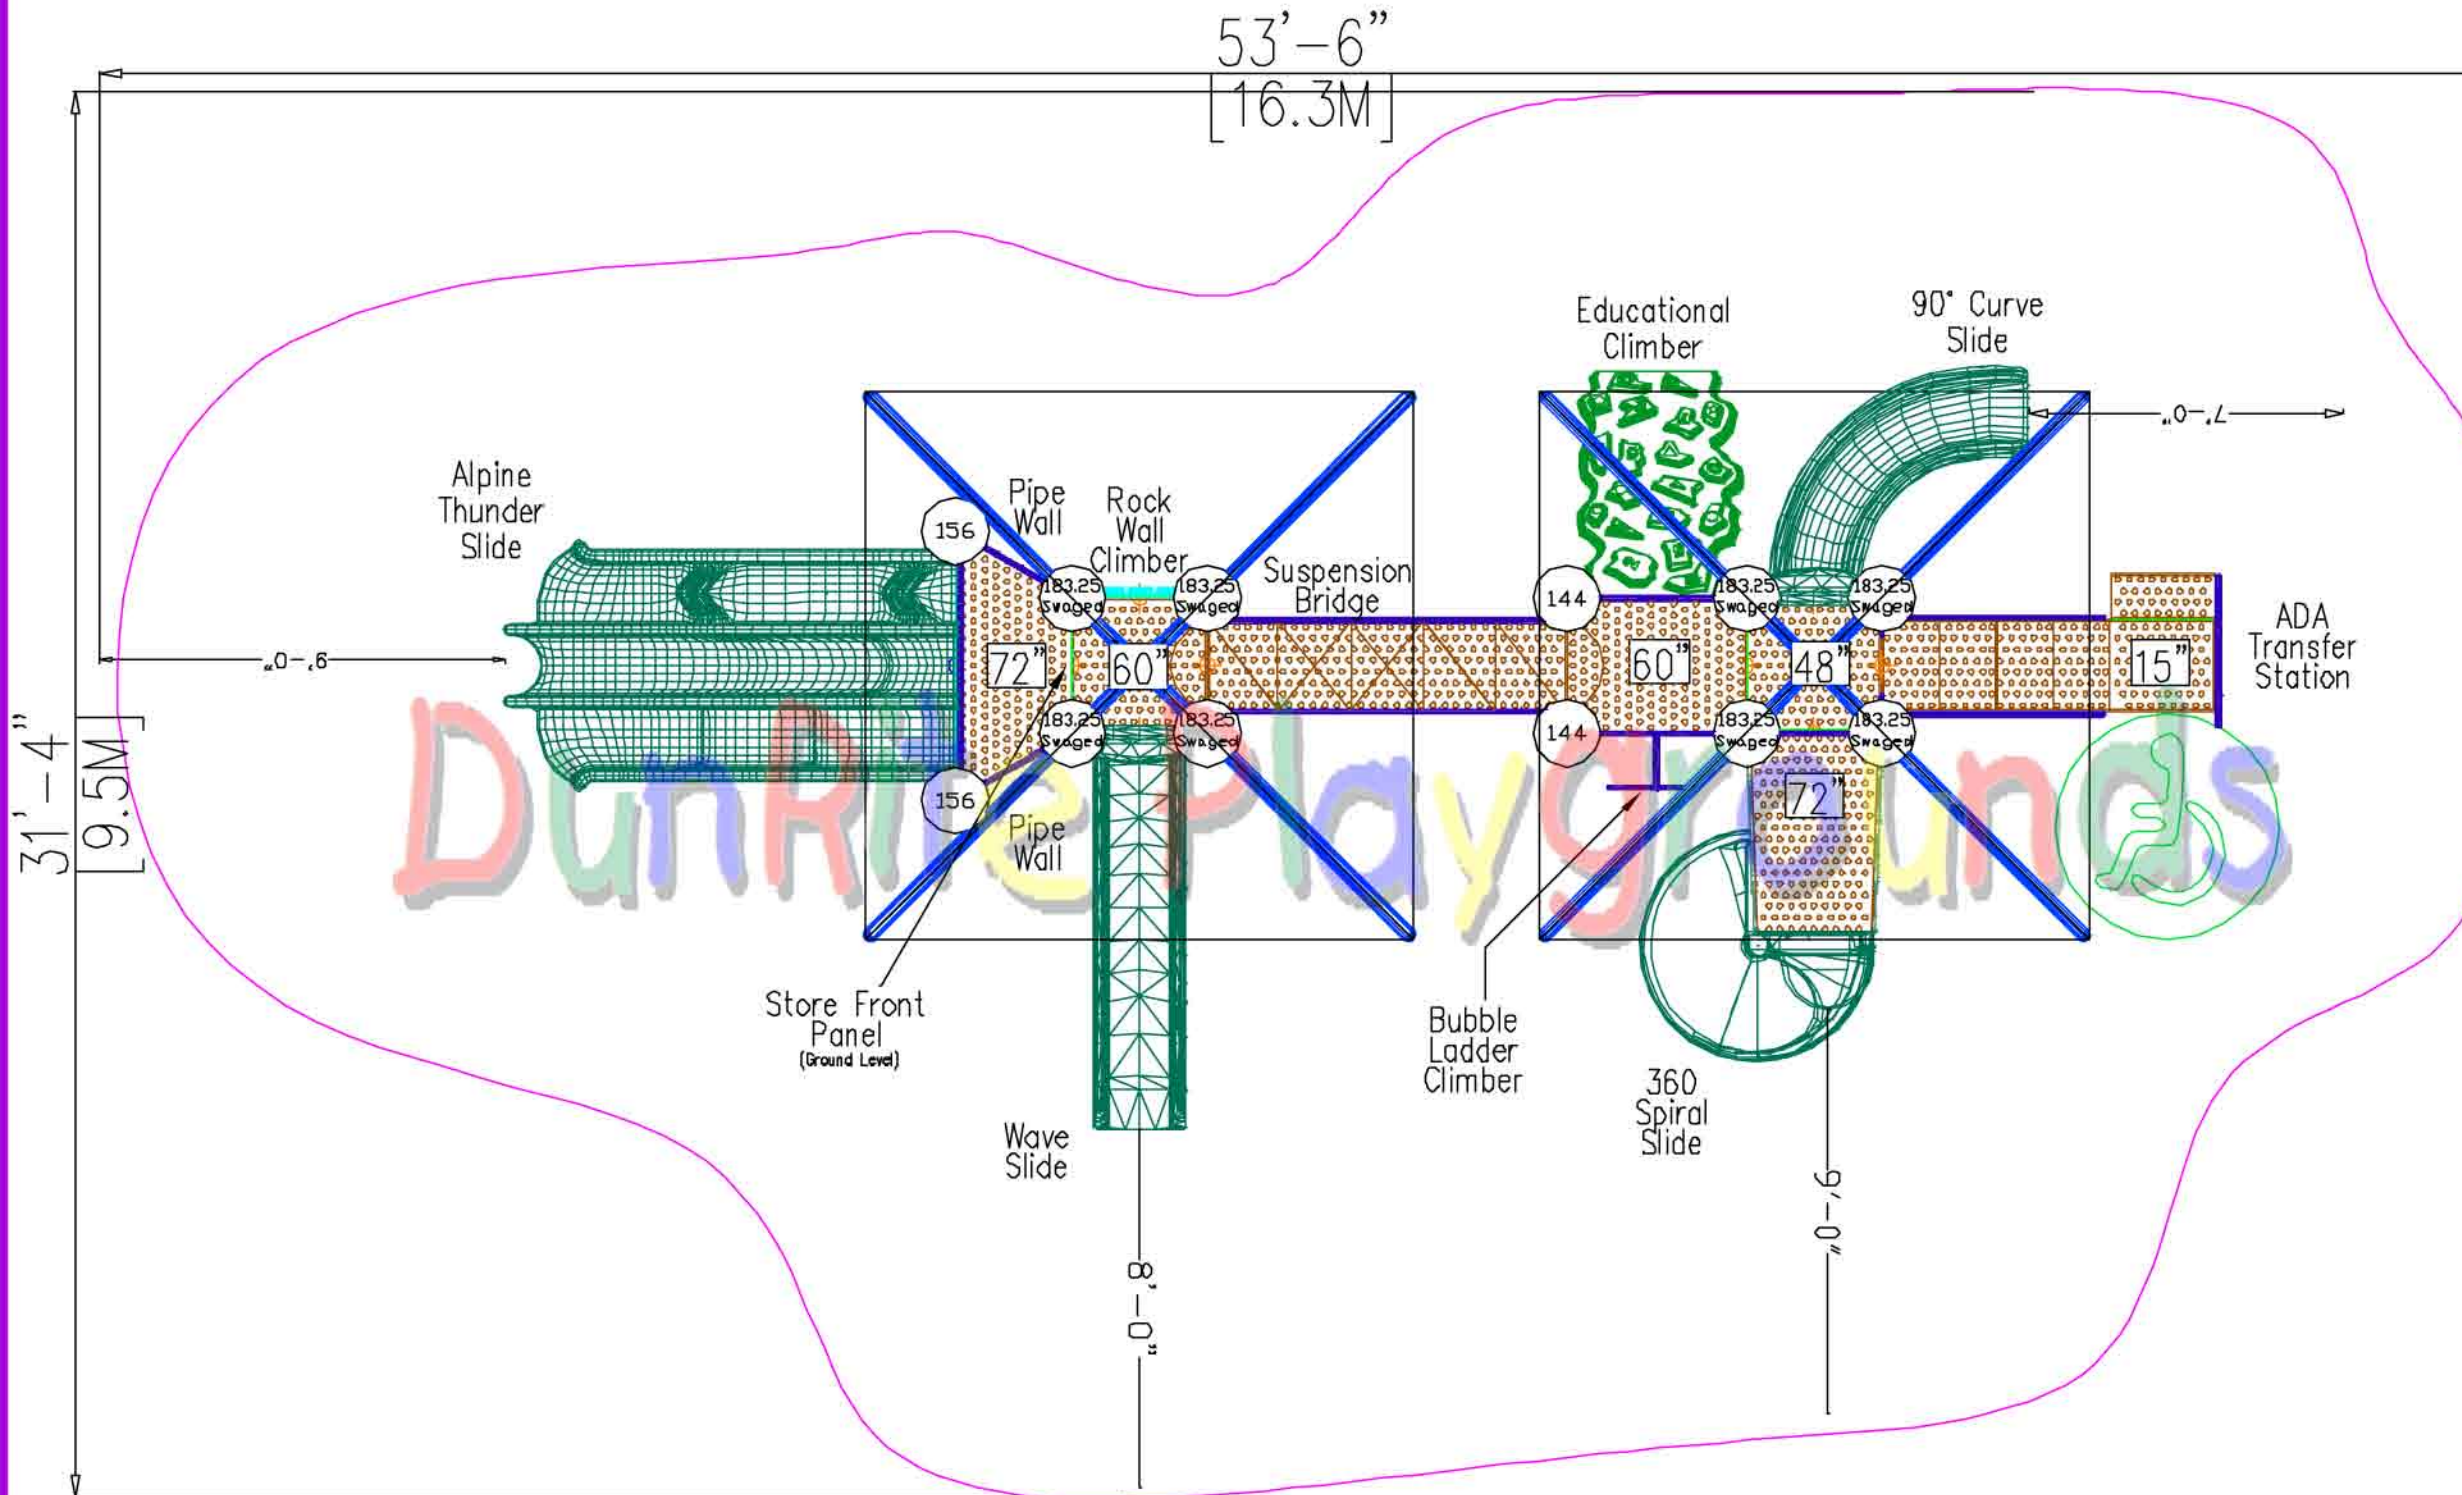 53'-6"
[16.3M]
Educational
Climber
90° Curve
Slide
7'-0"
Alpine
Thunder
Slide
Pipe
Wall
Rock
Wall
Climber
156
183.25
Swaged
183.25
Swaged
Suspension
Bridge
144
183.25
Swaged
183.25
Swaged
ADA
Transfer
Station
9'-0"
72"
60"
60"
48"
15"
31'-4"
[9.5M]
183.25
Swaged
183.25
Swaged
144
183.25
Swaged
183.25
Swaged
DunRite Playgrounds
156
72"
Pipe
Wall
Store Front
Panel
(Ground Level)
Bubble
Ladder
Climber
360
Spiral
Slide
Wave
Slide
9'-0"
8'-0"